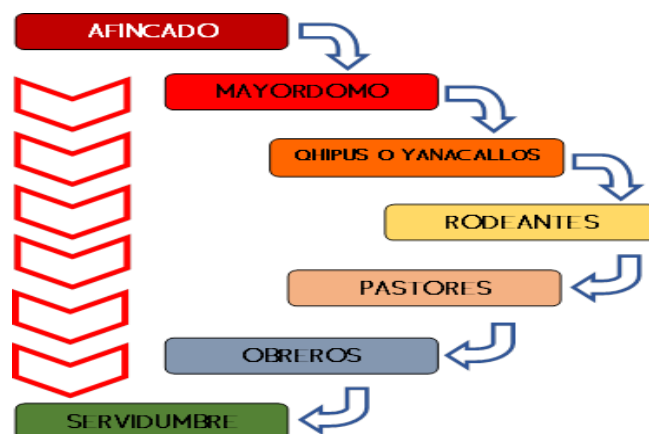 AFINCADO
MAYORDOMO
QHIPUS O YANACALLOS
RODEANTES
PASTORES
OBREROS
SERVIDUMBRE